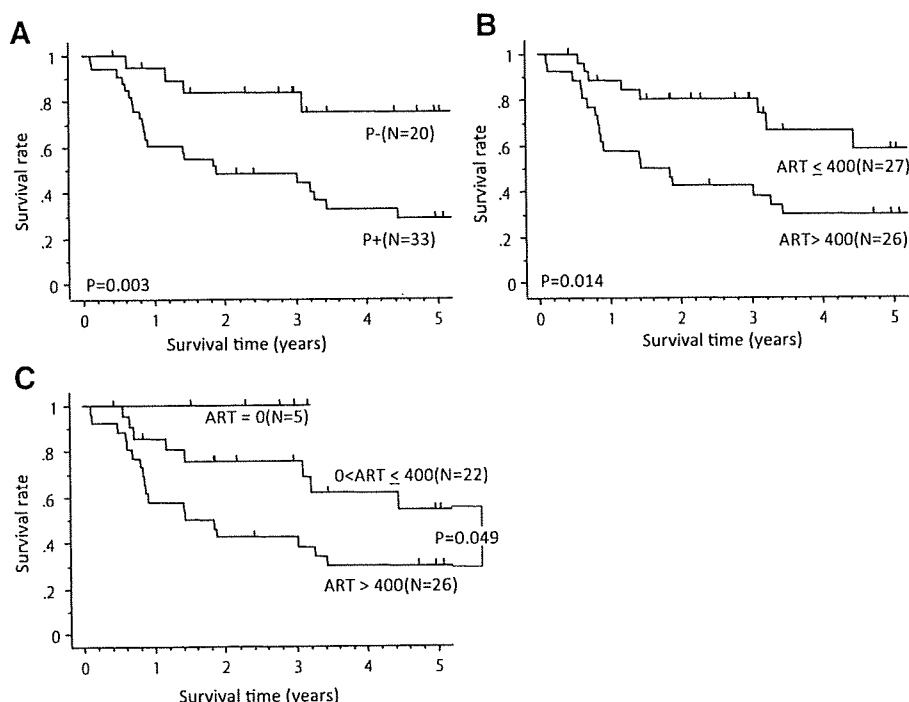 A
Survival rate
1
.8
.6
.4
.2
0
P-(N=20)
P+(N=33)
P=0.003
0 1 2 3 4 5
Survival time (years)
B
Survival rate
1
.8
.6
.4
.2
0
ART ≤ 400(N=27)
ART> 400(N=26)
P=0.014
0 1 2 3 4 5
Survival time (years)
C
Survival rate
1
.8
.6
.4
.2
0
ART = 0(N=5)
0<ART ≤ 400(N=22)
P=0.049
ART > 400(N=26)
0 1 2 3 4 5
Survival time (years)